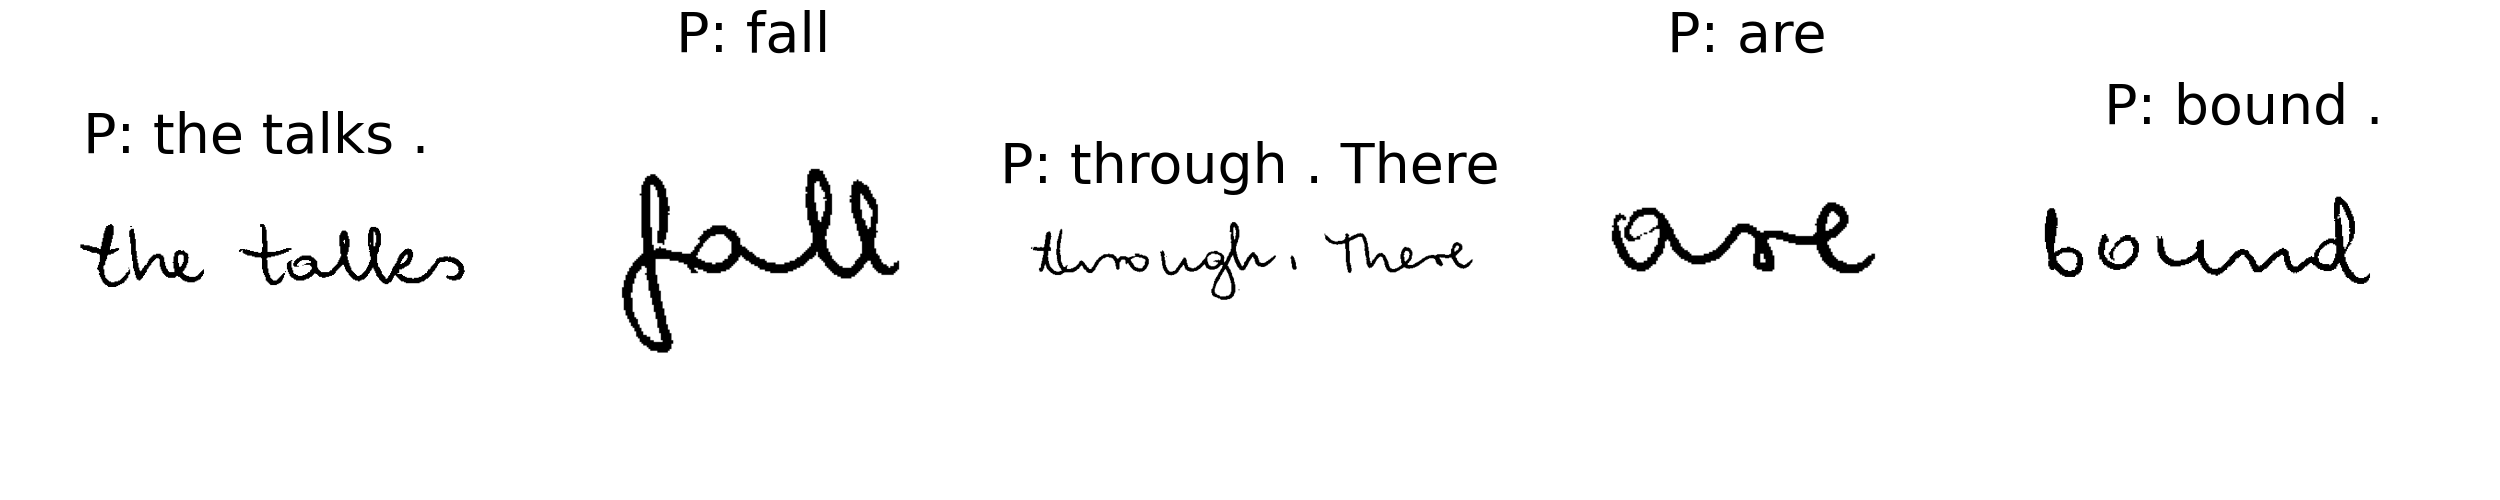 P: fall
P: are
P: bound .
P: the talks .
P: through . There
the talks
fall
through . There
are
bound